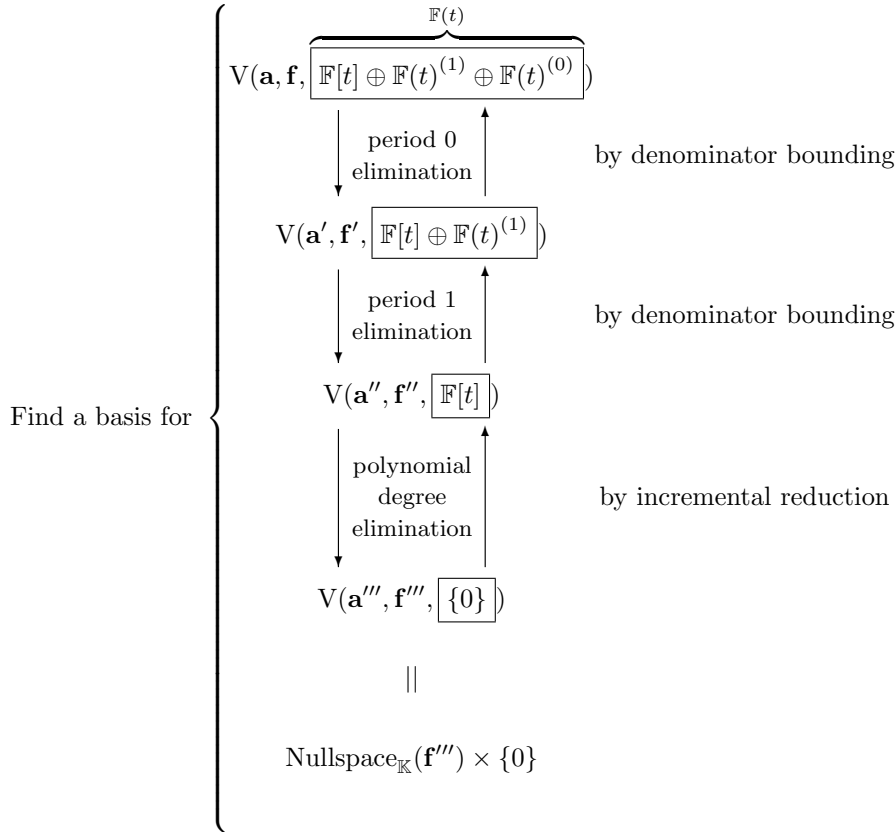 𝔽(t)
V(a, f, 𝔽[t] ⊕ 𝔽(t)^(1) ⊕ 𝔽(t)^(0))
period 0
elimination
by denominator bounding
V(a′, f′, 𝔽[t] ⊕ 𝔽(t)^(1))
period 1
elimination
by denominator bounding
V(a″, f″, 𝔽[t])
Find a basis for
polynomial
degree
elimination
by incremental reduction
V(a‴, f‴, {0})
||
Nullspace_𝕂(f‴) × {0}